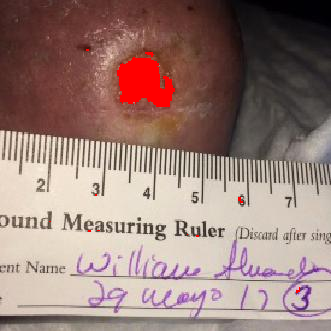 2 3 4 5 6 7
ound Measuring Ruler (Discard after sing
ent Name William
29 mayo 17 3